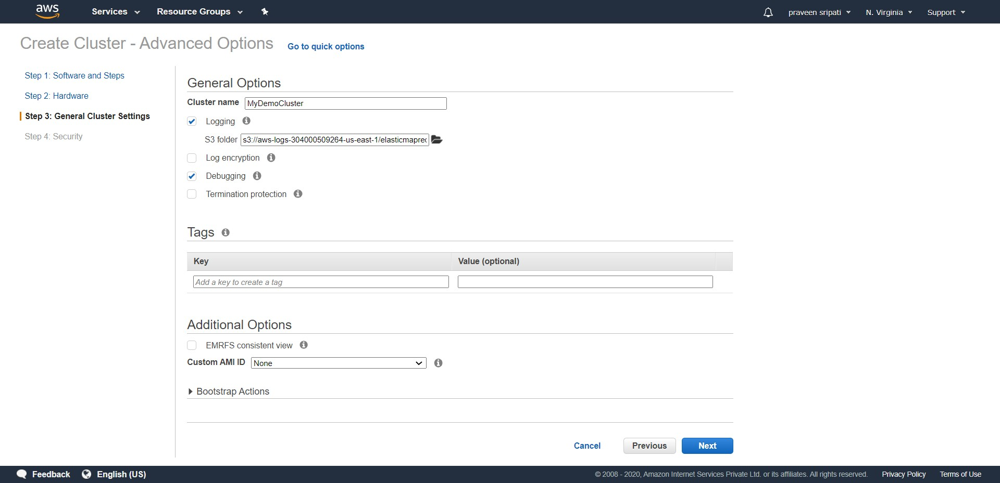 aws Services Resource Groups praveen sripati N. Virginia Support
Create Cluster - Advanced Options Go to quick options
Step 1: Software and Steps
Step 2: Hardware
Step 3: General Cluster Settings
Step 4: Security
General Options
Cluster name MyDemoCluster
Logging
S3 folder s3://aws-logs-304000509264-us-east-1/elasticmapred
Log encryption
Debugging
Termination protection
Tags
Key Value (optional)
Add a key to create a tag
Additional Options
EMRFS consistent view
Custom AMI ID None
Bootstrap Actions
Cancel Previous Next
Feedback English (US) © 2008 - 2020, Amazon Internet Services Private Ltd. or its affiliates. All rights reserved. Privacy Policy Terms of Use